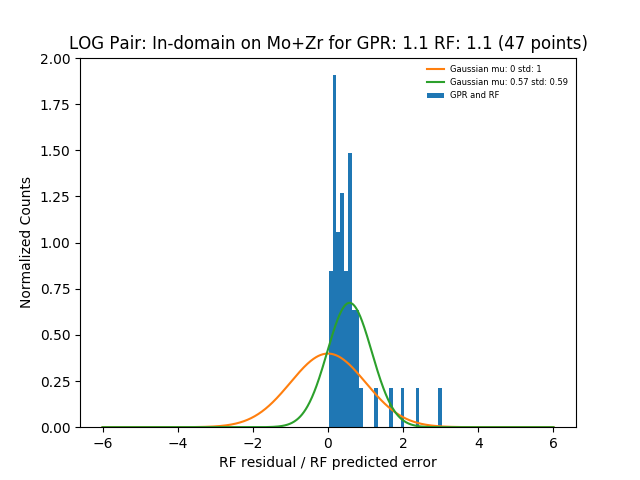 LOG Pair: In-domain on Mo+Zr for GPR: 1.1 RF: 1.1 (47 points)
Gaussian mu: 0 std: 1
Gaussian mu: 0.57 std: 0.59
GPR and RF
Normalized Counts
2.00
1.75
1.50
1.25
1.00
0.75
0.50
0.25
0.00
−6 −4 −2 0 2 4 6
RF residual / RF predicted error